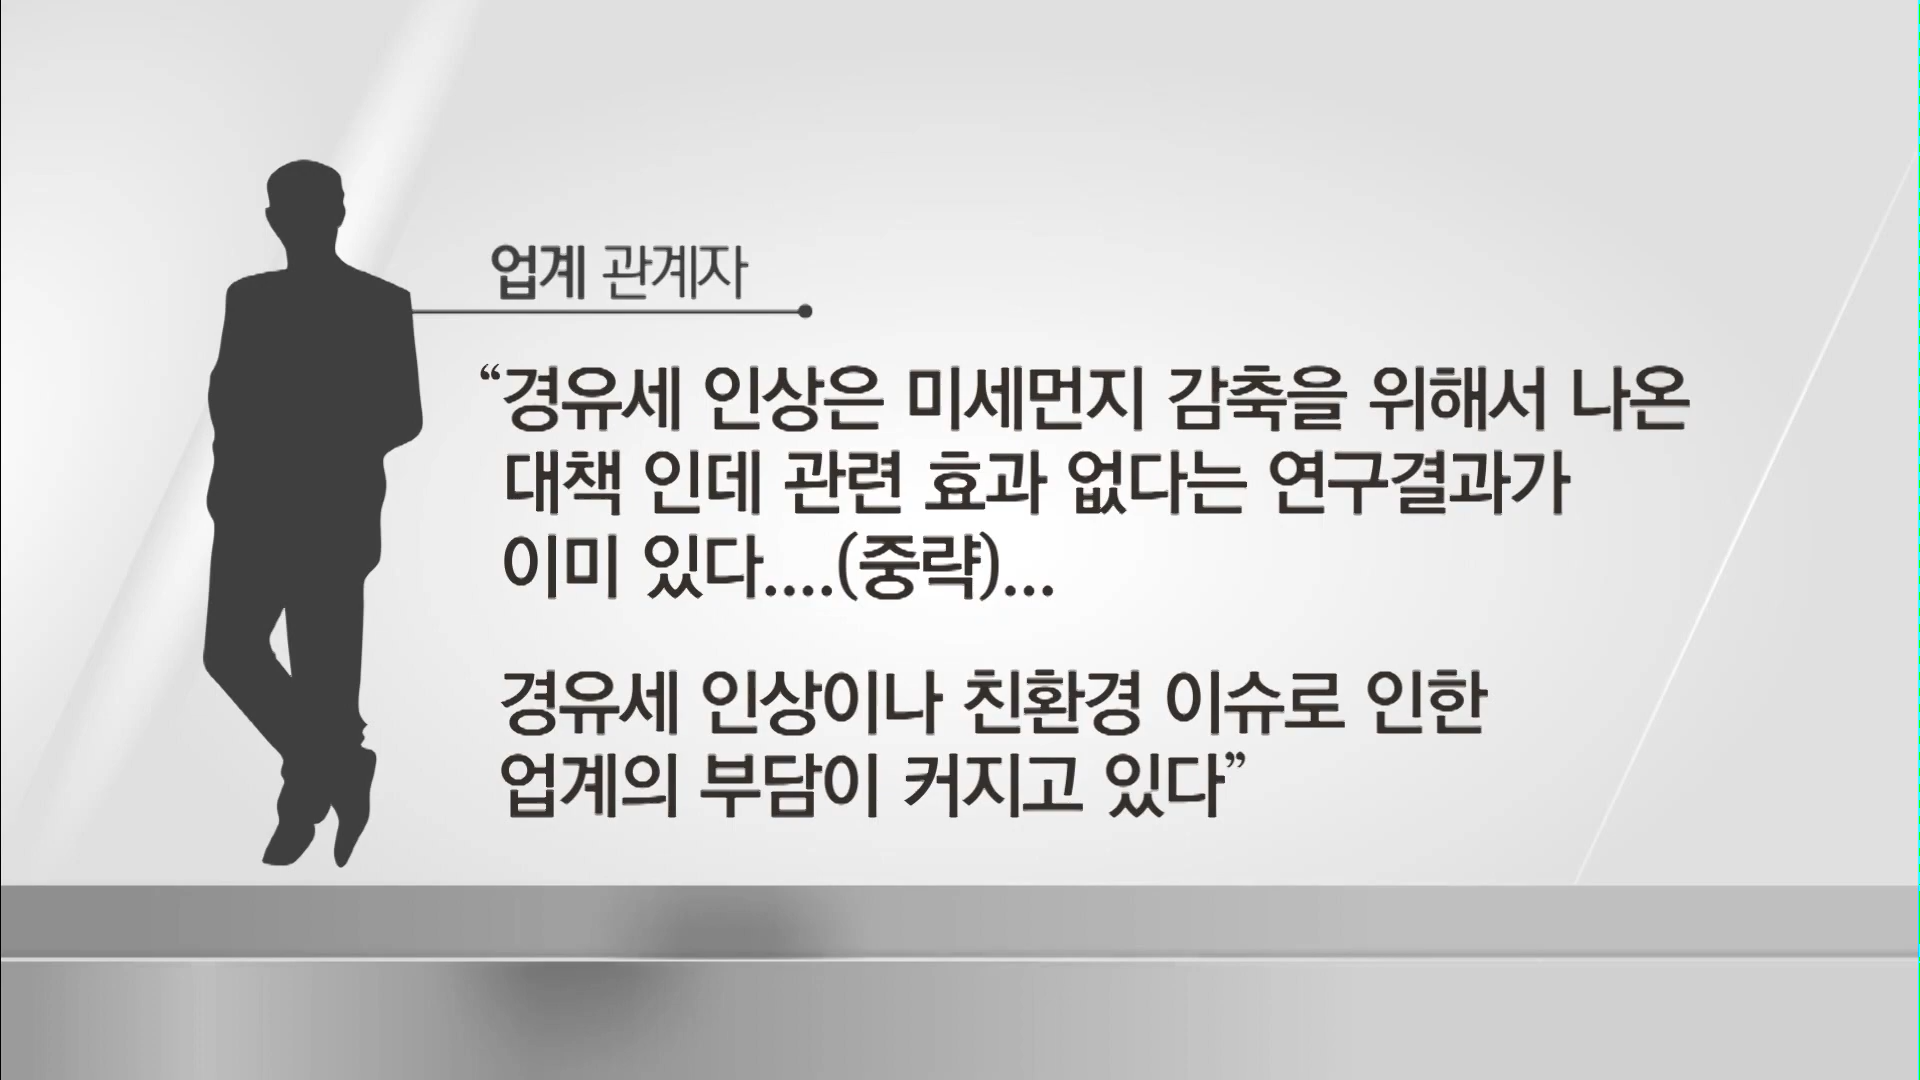 업계 관계자
“경유세 인상은 미세먼지 감축을 위해서 나온
대책 인데 관련 효과 없다는 연구결과가
이미 있다....(중략)...
경유세 인상이나 친환경 이슈로 인한
업계의 부담이 커지고 있다”